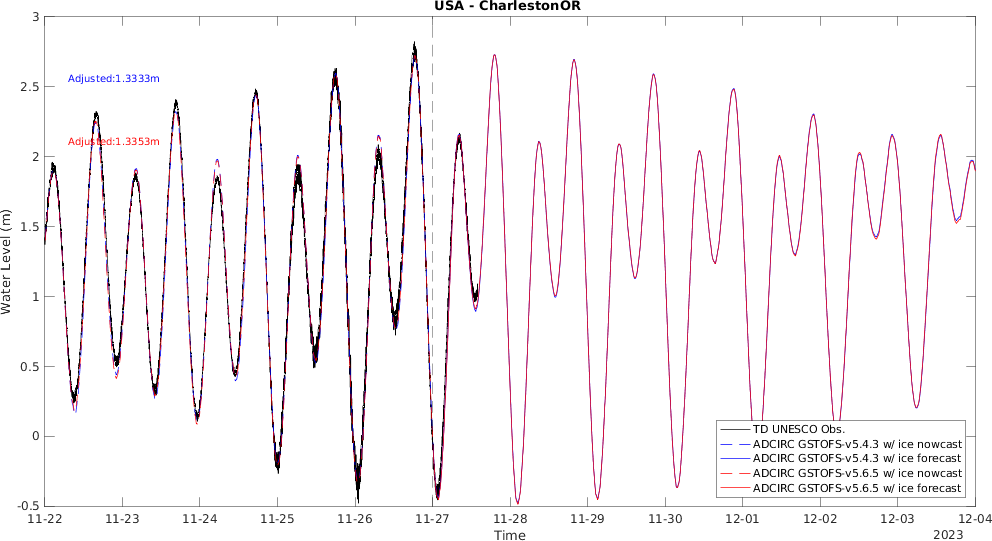 USA - CharlestonOR
Water Level (m)
3
2.5
2
1.5
1
0.5
0
-0.5
Adjusted:1.3333m
Adjusted:1.3353m
TD UNESCO Obs.
ADCIRC GSTOFS-v5.4.3 w/ ice nowcast
ADCIRC GSTOFS-v5.4.3 w/ ice forecast
ADCIRC GSTOFS-v5.6.5 w/ ice nowcast
ADCIRC GSTOFS-v5.6.5 w/ ice forecast
11-22 11-23 11-24 11-25 11-26 11-27 11-28 11-29 11-30 12-01 12-02 12-03 12-04
Time
2023